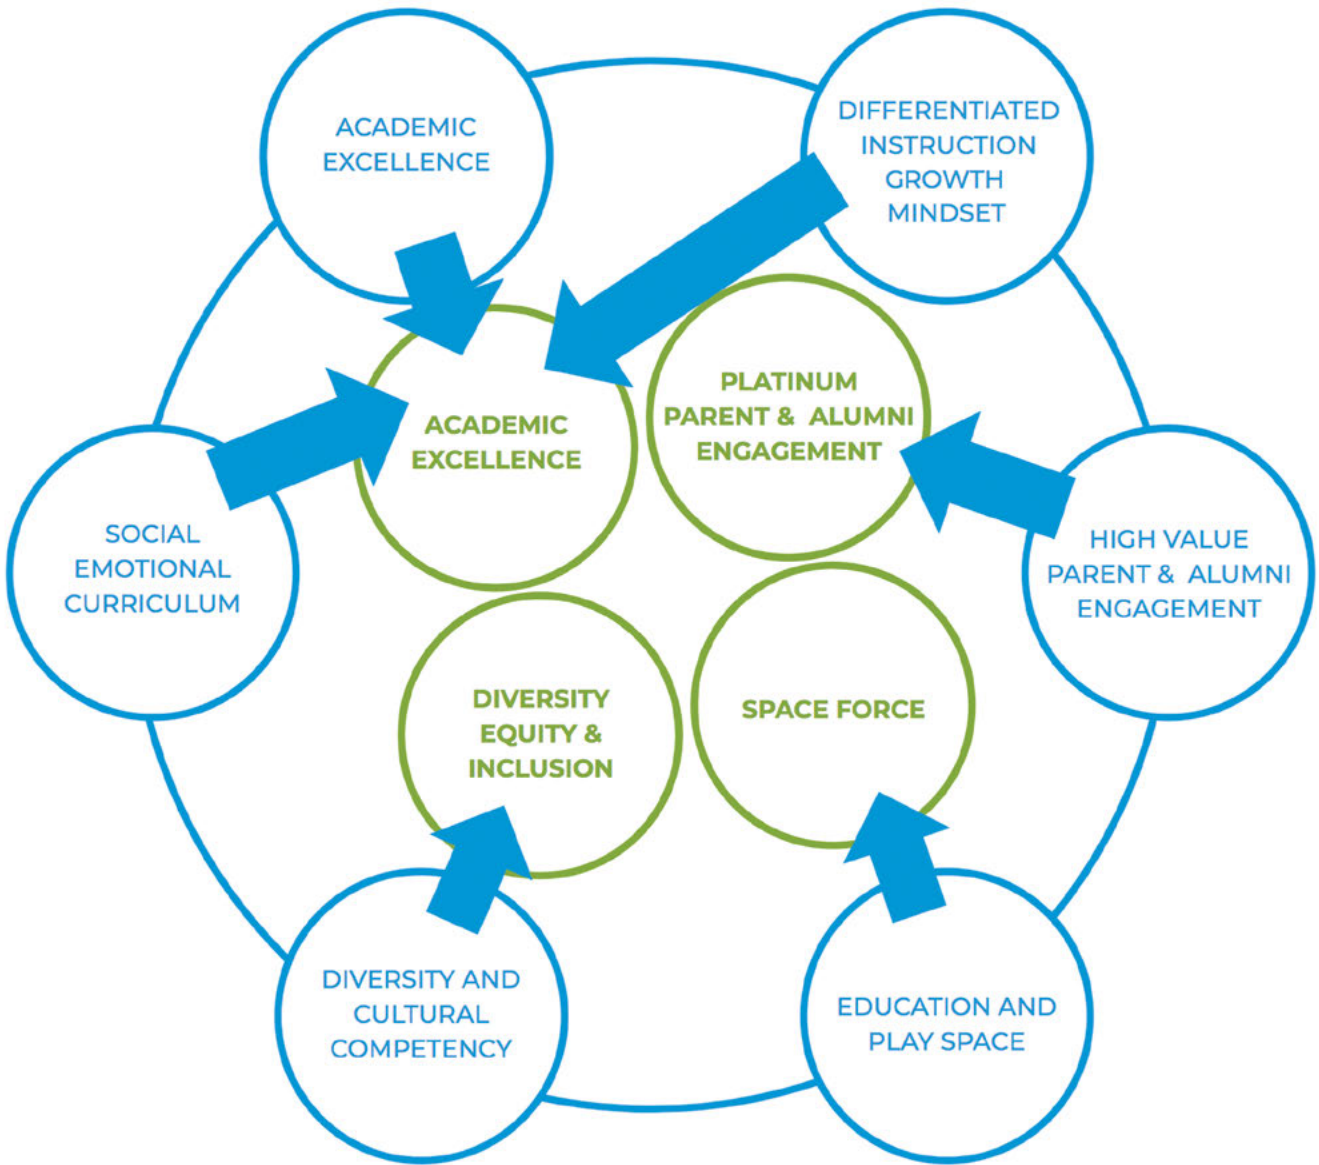 ACADEMIC
EXCELLENCE
DIFFERENTIATED
INSTRUCTION
GROWTH
MINDSET
ACADEMIC
EXCELLENCE
PLATINUM
PARENT & ALUMNI
ENGAGEMENT
SOCIAL
EMOTIONAL
CURRICULUM
HIGH VALUE
PARENT & ALUMNI
ENGAGEMENT
DIVERSITY
EQUITY &
INCLUSION
SPACE FORCE
DIVERSITY AND
CULTURAL
COMPETENCY
EDUCATION AND
PLAY SPACE